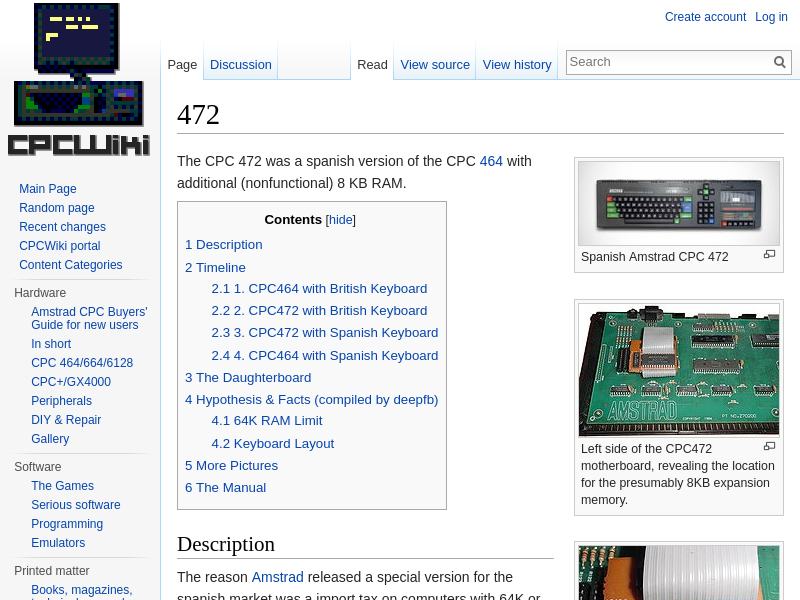 Create account Log in
Page Discussion Read View source View history Search
CPCWiki
472
Main Page
Random page
Recent changes
CPCWiki portal
Content Categories
Hardware
Amstrad CPC Buyers'
Guide for new users
In short
CPC 464/664/6128
CPC+/GX4000
Peripherals
DIY & Repair
Gallery
Software
The Games
Serious software
Programming
Emulators
Printed matter
Books, magazines,
The CPC 472 was a spanish version of the CPC 464 with
additional (nonfunctional) 8 KB RAM.
Contents [hide]
1 Description
2 Timeline
2.1 1. CPC464 with British Keyboard
2.2 2. CPC472 with British Keyboard
2.3 3. CPC472 with Spanish Keyboard
2.4 4. CPC464 with Spanish Keyboard
3 The Daughterboard
4 Hypothesis & Facts (compiled by deepfb)
4.1 64K RAM Limit
4.2 Keyboard Layout
5 More Pictures
6 The Manual
Description
The reason Amstrad released a special version for the
spanish market was a import tax on computers with 64K or
Spanish Amstrad CPC 472
AMSTRAD
Left side of the CPC472
motherboard, revealing the location
for the presumably 8KB expansion
memory.